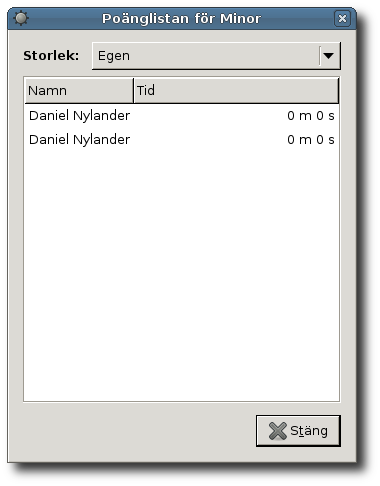 Poänglistan för Minor
Storlek: Egen
Namn Tid
Daniel Nylander 0 m 0 s
Daniel Nylander 0 m 0 s
Stäng